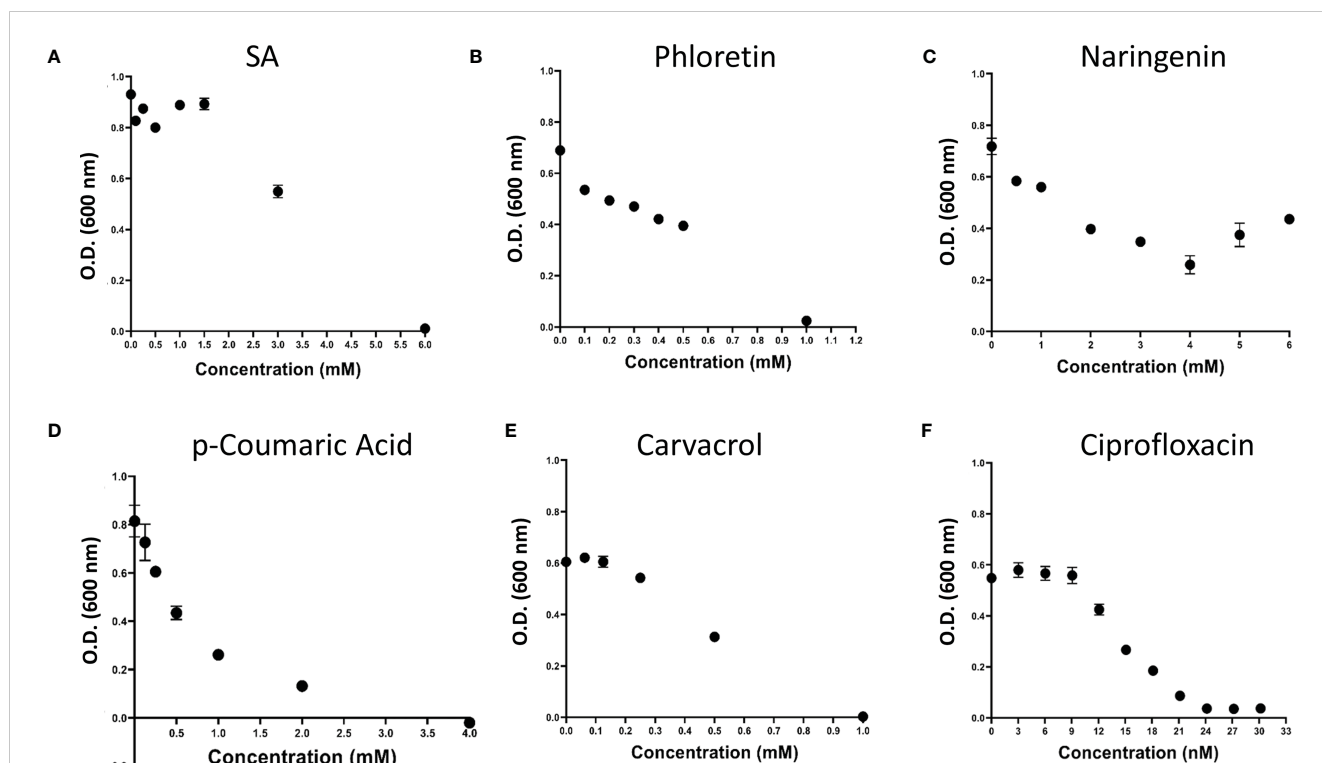 A
SA
1.0
0.8
0.6
0.4
0.2
0.0
O.D. (600 nm)
0.0 0.5 1.0 1.5 2.0 2.5 3.0 3.5 4.0 4.5 5.0 5.5 6.0
Concentration (mM)
B
Phloretin
1.0
0.8
0.6
0.4
0.2
0.0
O.D. (600 nm)
0.0 0.1 0.2 0.3 0.4 0.5 0.6 0.7 0.8 0.9 1.0 1.1 1.2
Concentration (mM)
C
Naringenin
1.0
0.8
0.6
0.4
0.2
0.0
O.D. (600 nm)
0 1 2 3 4 5 6
Concentration (mM)
D
p-Coumaric Acid
1.0
0.8
0.6
0.4
0.2
0.0
O.D. (600 nm)
0.5 1.0 1.5 2.0 2.5 3.0 3.5 4.0
Concentration (mM)
E
Carvacrol
1.0
0.8
0.6
0.4
0.2
0.0
O.D. (600 nm)
0.0 0.1 0.2 0.3 0.4 0.5 0.6 0.7 0.8 0.9 1.0
Concentration (mM)
F
Ciprofloxacin
1.0
0.8
0.6
0.4
0.2
0.0
O.D. (600 nm)
0 3 6 9 12 15 18 21 24 27 30 33
Concentration (nM)